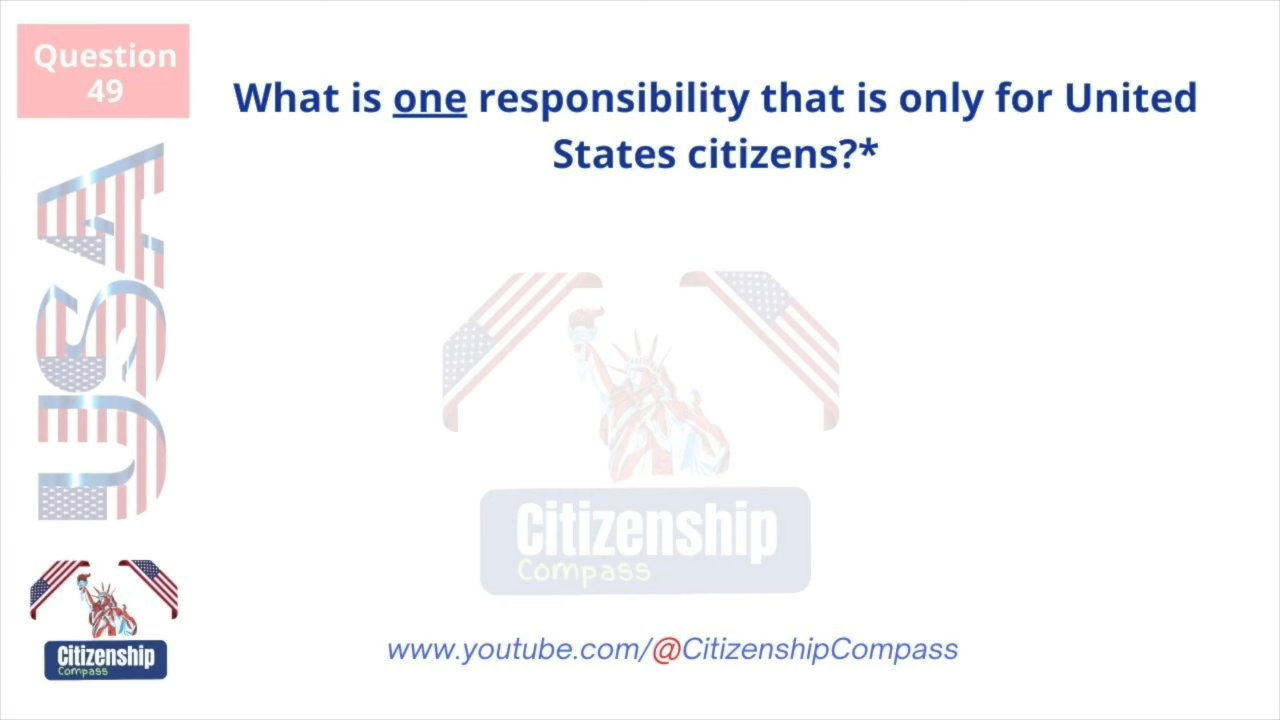 Question
49
What is one responsibility that is only for United
States citizens?*
USA
Citizenship
Compass
Citizenship
Compass
www.youtube.com/@CitizenshipCompass